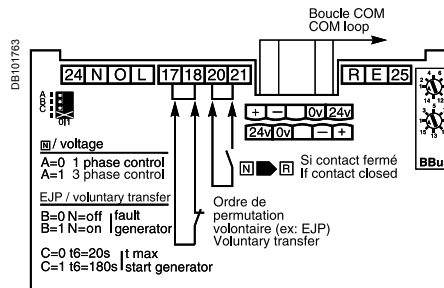 Boucle COM
COM loop
DB101763
24 N O L 17 18 20 21
R E 25
A
B
C
0 1
+ – 0v 24v
24v 0v – +
BBu
N / voltage
A=0 1 phase control
A=1 3 phase control
N R
Si contact fermé
If contact closed
EJP / voluntary transfer
B=0 N=off fault
B=1 N=on generator
Ordre de
permutation
volontaire (ex: EJP)
Voluntary transfer
C=0 t6=20s t max
C=1 t6=180s start generator